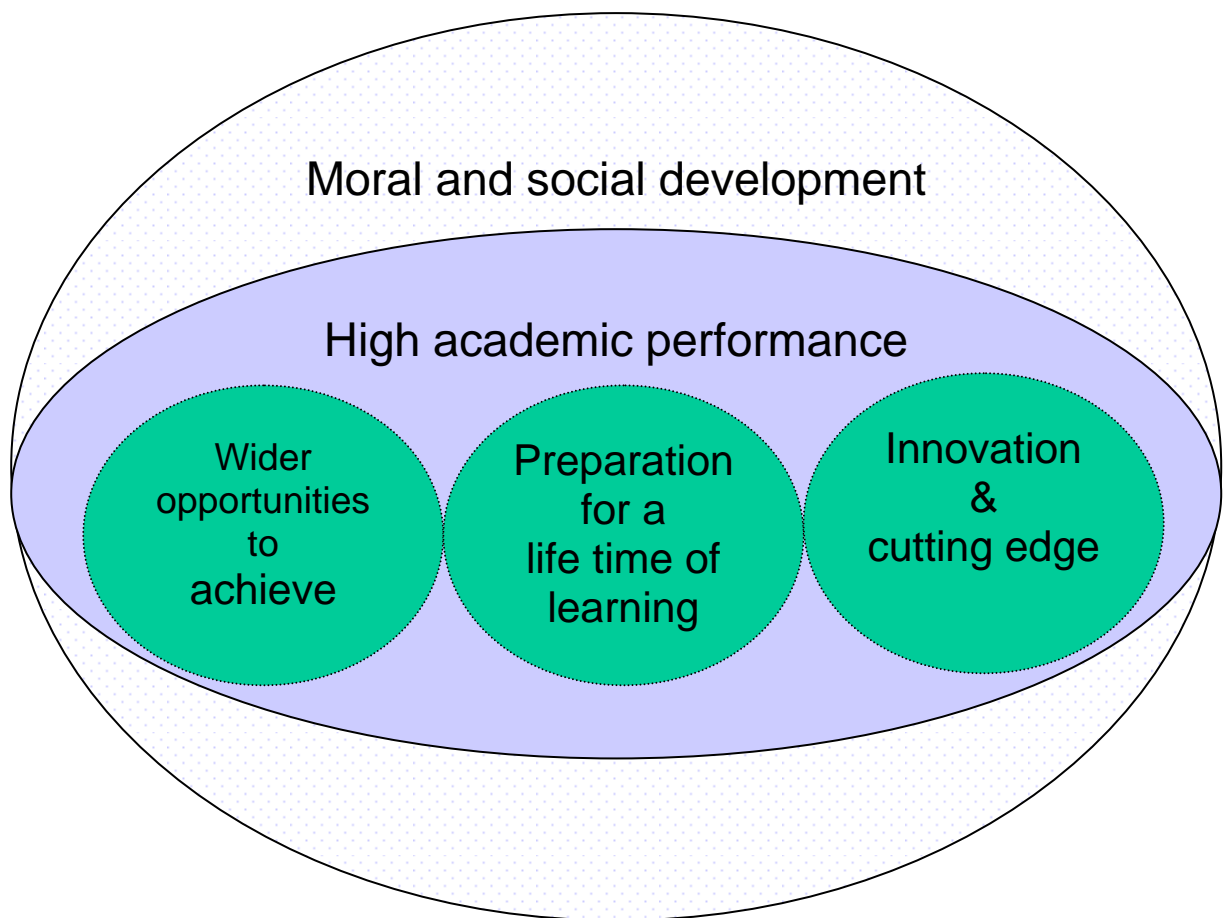 Moral and social development
High academic performance
Wider
opportunities
to
achieve
Preparation
for a
life time of
learning
Innovation
&
cutting edge